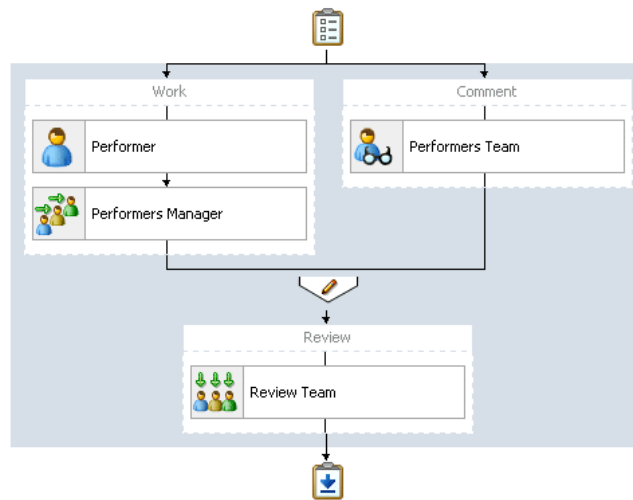 Work
Comment
Performer
Performers Team
Performers Manager
Review
Review Team